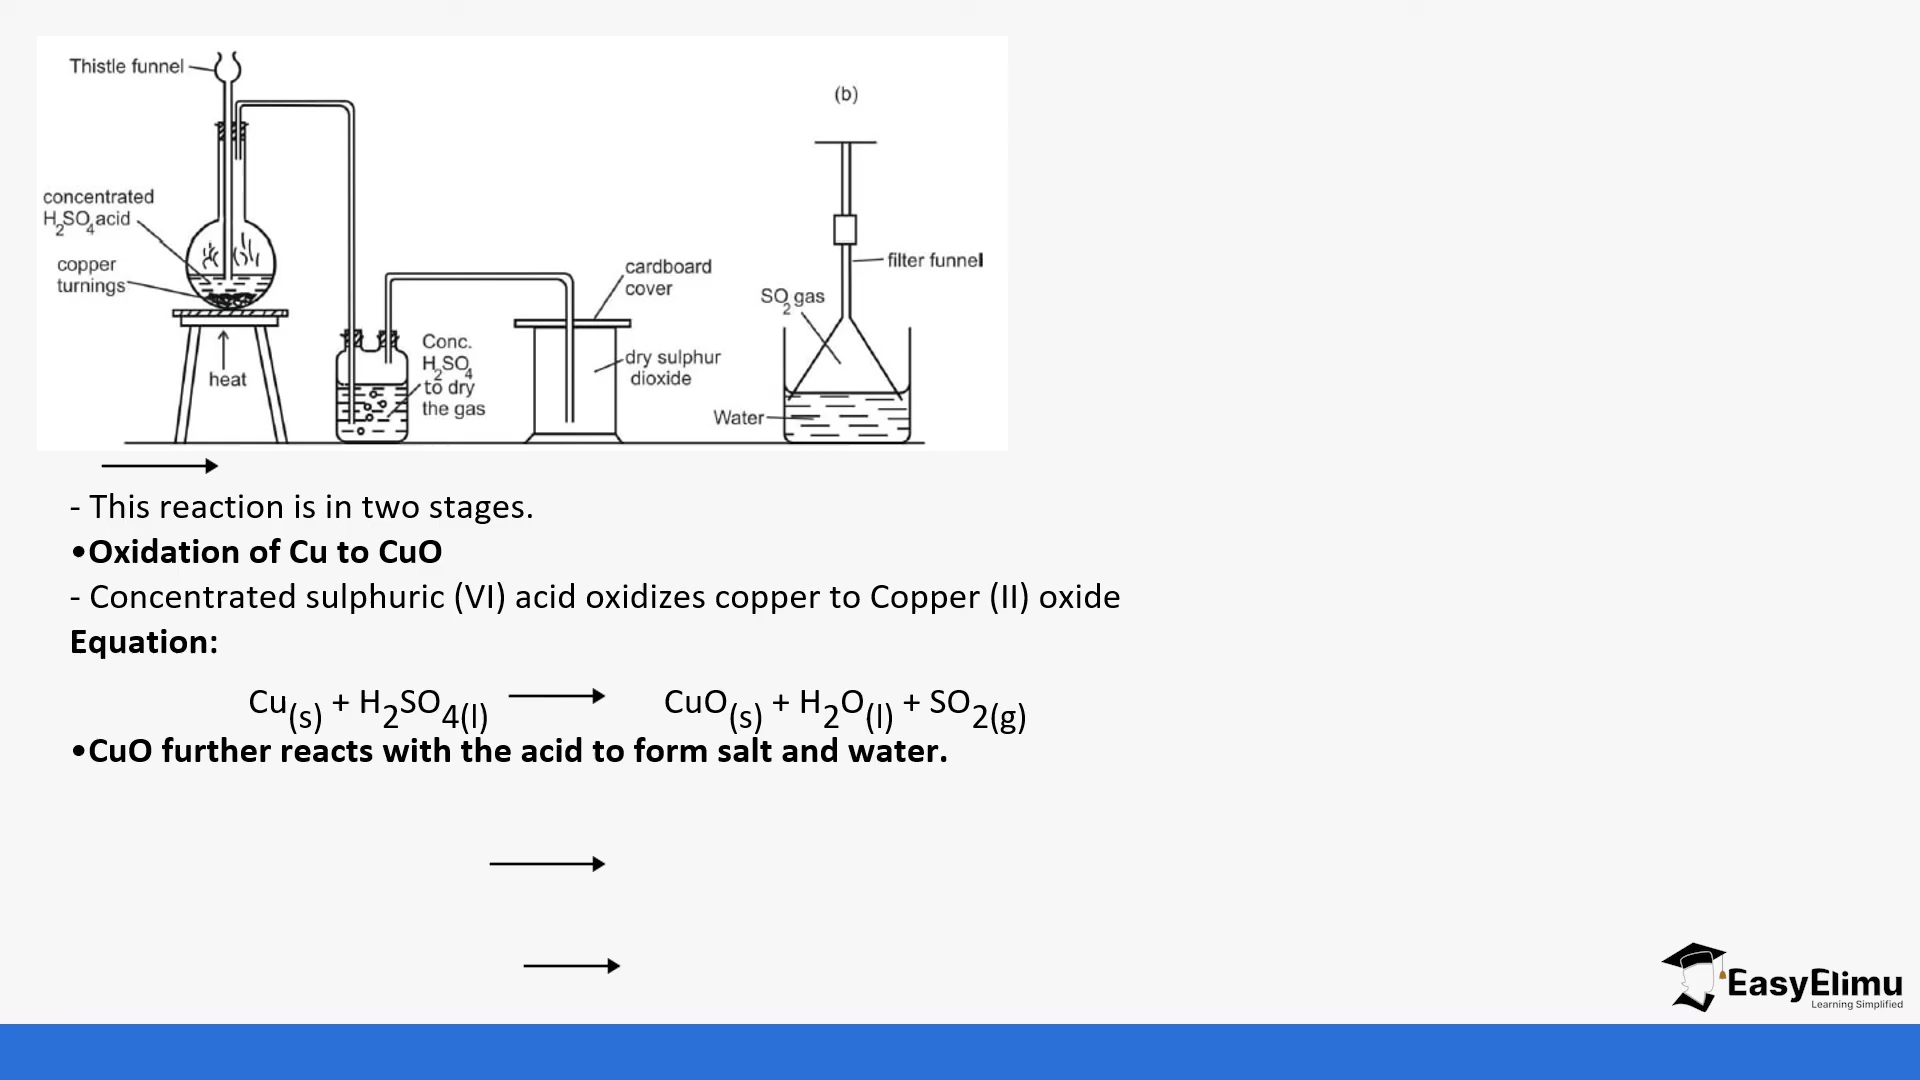 Thistle funnel
(b)
concentrated
H2SO4 acid
copper
turnings
heat
Conc.
H2SO4
to dry
the gas
cardboard
cover
dry sulphur
dioxide
SO2 gas
filter funnel
Water
- This reaction is in two stages.
•Oxidation of Cu to CuO
- Concentrated sulphuric (VI) acid oxidizes copper to Copper (II) oxide
Equation:
Cu(s) + H2SO4(l) → CuO(s) + H2O(l) + SO2(g)
•CuO further reacts with the acid to form salt and water.
EasyElimu
Learning Simplified